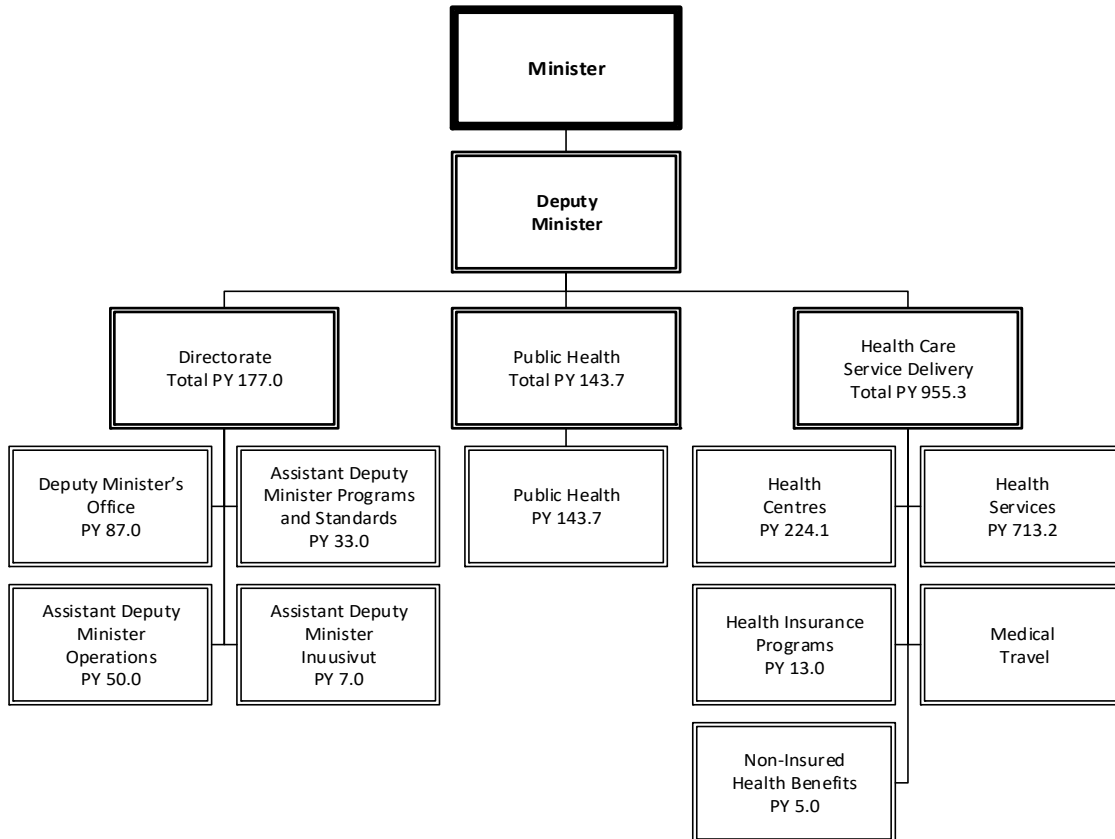 Minister
Deputy
Minister
Directorate
Total PY 177.0
Public Health
Total PY 143.7
Health Care
Service Delivery
Total PY 955.3
Deputy Minister’s
Office
PY 87.0
Assistant Deputy
Minister Programs
and Standards
PY 33.0
Public Health
PY 143.7
Health
Centres
PY 224.1
Health
Services
PY 713.2
Assistant Deputy
Minister
Operations
PY 50.0
Assistant Deputy
Minister
Inuusivut
PY 7.0
Health Insurance
Programs
PY 13.0
Medical
Travel
Non-Insured
Health Benefits
PY 5.0